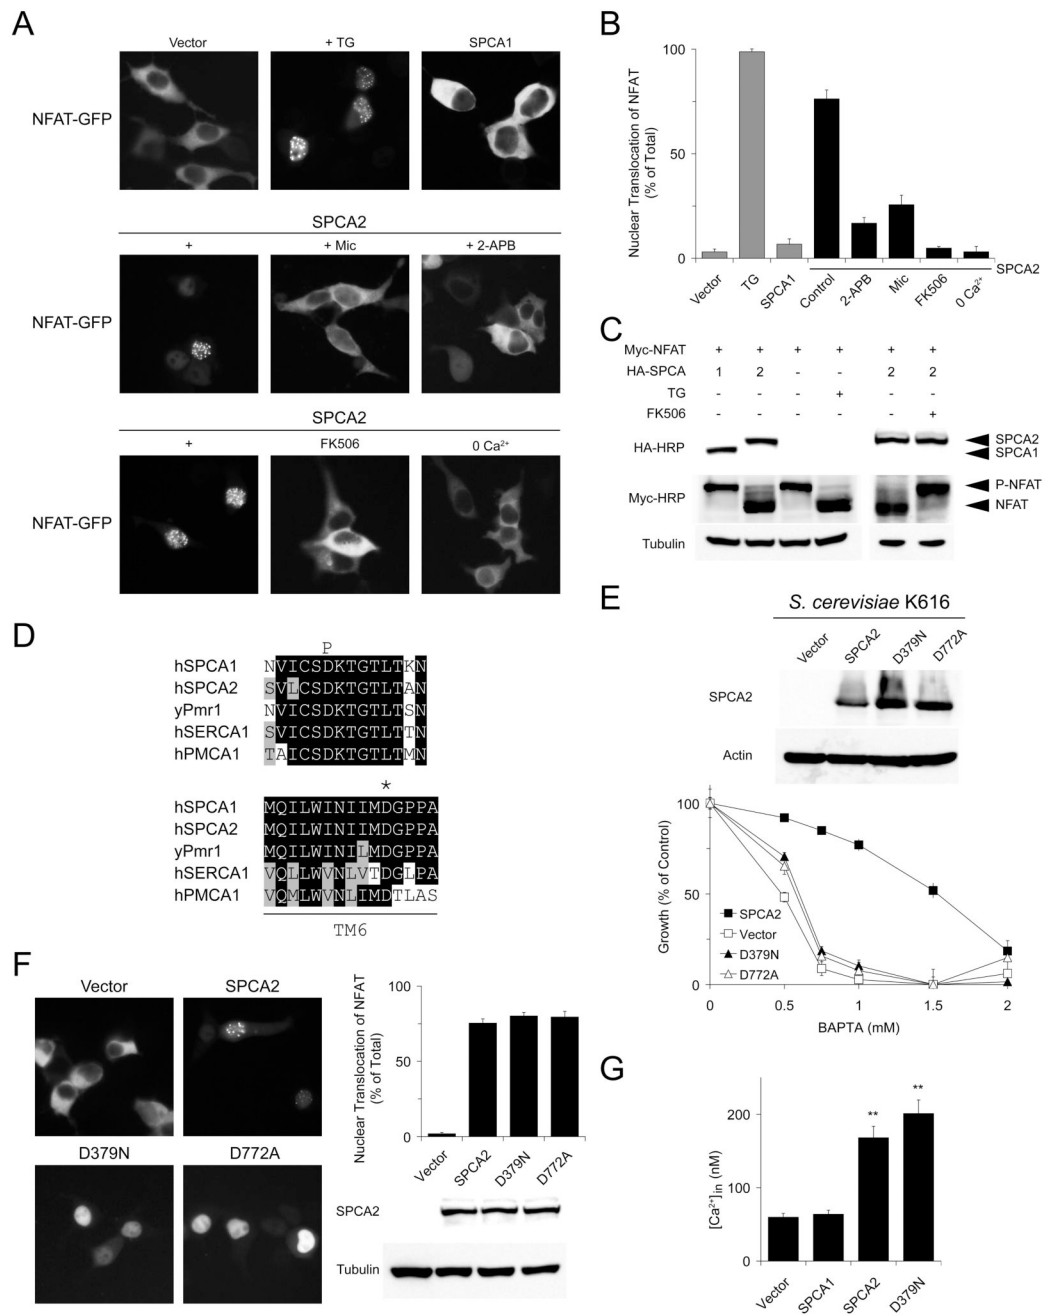 A
Vector
+ TG
SPCA1
NFAT-GFP
SPCA2
+
+ Mic
+ 2-APB
NFAT-GFP
SPCA2
+
FK506
0 Ca²⁺
NFAT-GFP
B
Nuclear Translocation of NFAT
(% of Total)
100
50
0
Vector
TG
SPCA1
Control
2-APB
Mic
FK506
0 Ca²⁺
SPCA2
C
Myc-NFAT + + + + + +
HA-SPCA 1 2 - - 2 2
TG - - - + - -
FK506 - - - - - +
HA-HRP
SPCA2
SPCA1
Myc-HRP
P-NFAT
NFAT
Tubulin
D
P
hSPCA1 NVICSDKTGTLTKN
hSPCA2 SVLCSDKTGTLTAN
yPmr1 NVICSDKTGTLTSN
hSERCA1 SVICSDKTGTLTTN
hPMCA1 TAICSDKTGTLTMN
*
hSPCA1 MQILWINIIMDGPPA
hSPCA2 MQILWINIIMDGPPA
yPmr1 MQILWINILMDGPPA
hSERCA1 VQLLWVNLVTDGLPA
hPMCA1 VQMLWVNLIMDTLAS
TM6
E
S. cerevisiae K616
Vector
SPCA2
D379N
D772A
SPCA2
Actin
Growth (% of Control)
100
50
0
SPCA2
Vector
D379N
D772A
0 0.5 1 1.5 2
BAPTA (mM)
F
Vector
SPCA2
D379N
D772A
Nuclear Translocation of NFAT
(% of Total)
100
50
0
Vector
SPCA2
D379N
D772A
SPCA2
Tubulin
G
[Ca²⁺]in (nM)
200
100
0
**
**
Vector
SPCA1
SPCA2
D379N